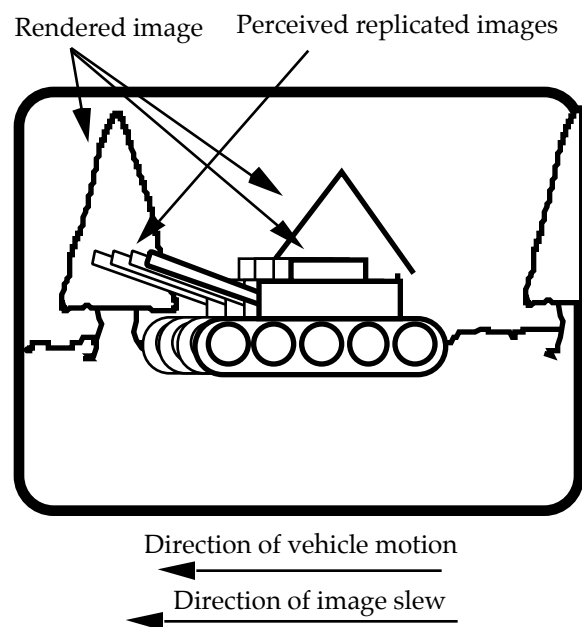 Rendered image
Perceived replicated images
Direction of vehicle motion
Direction of image slew